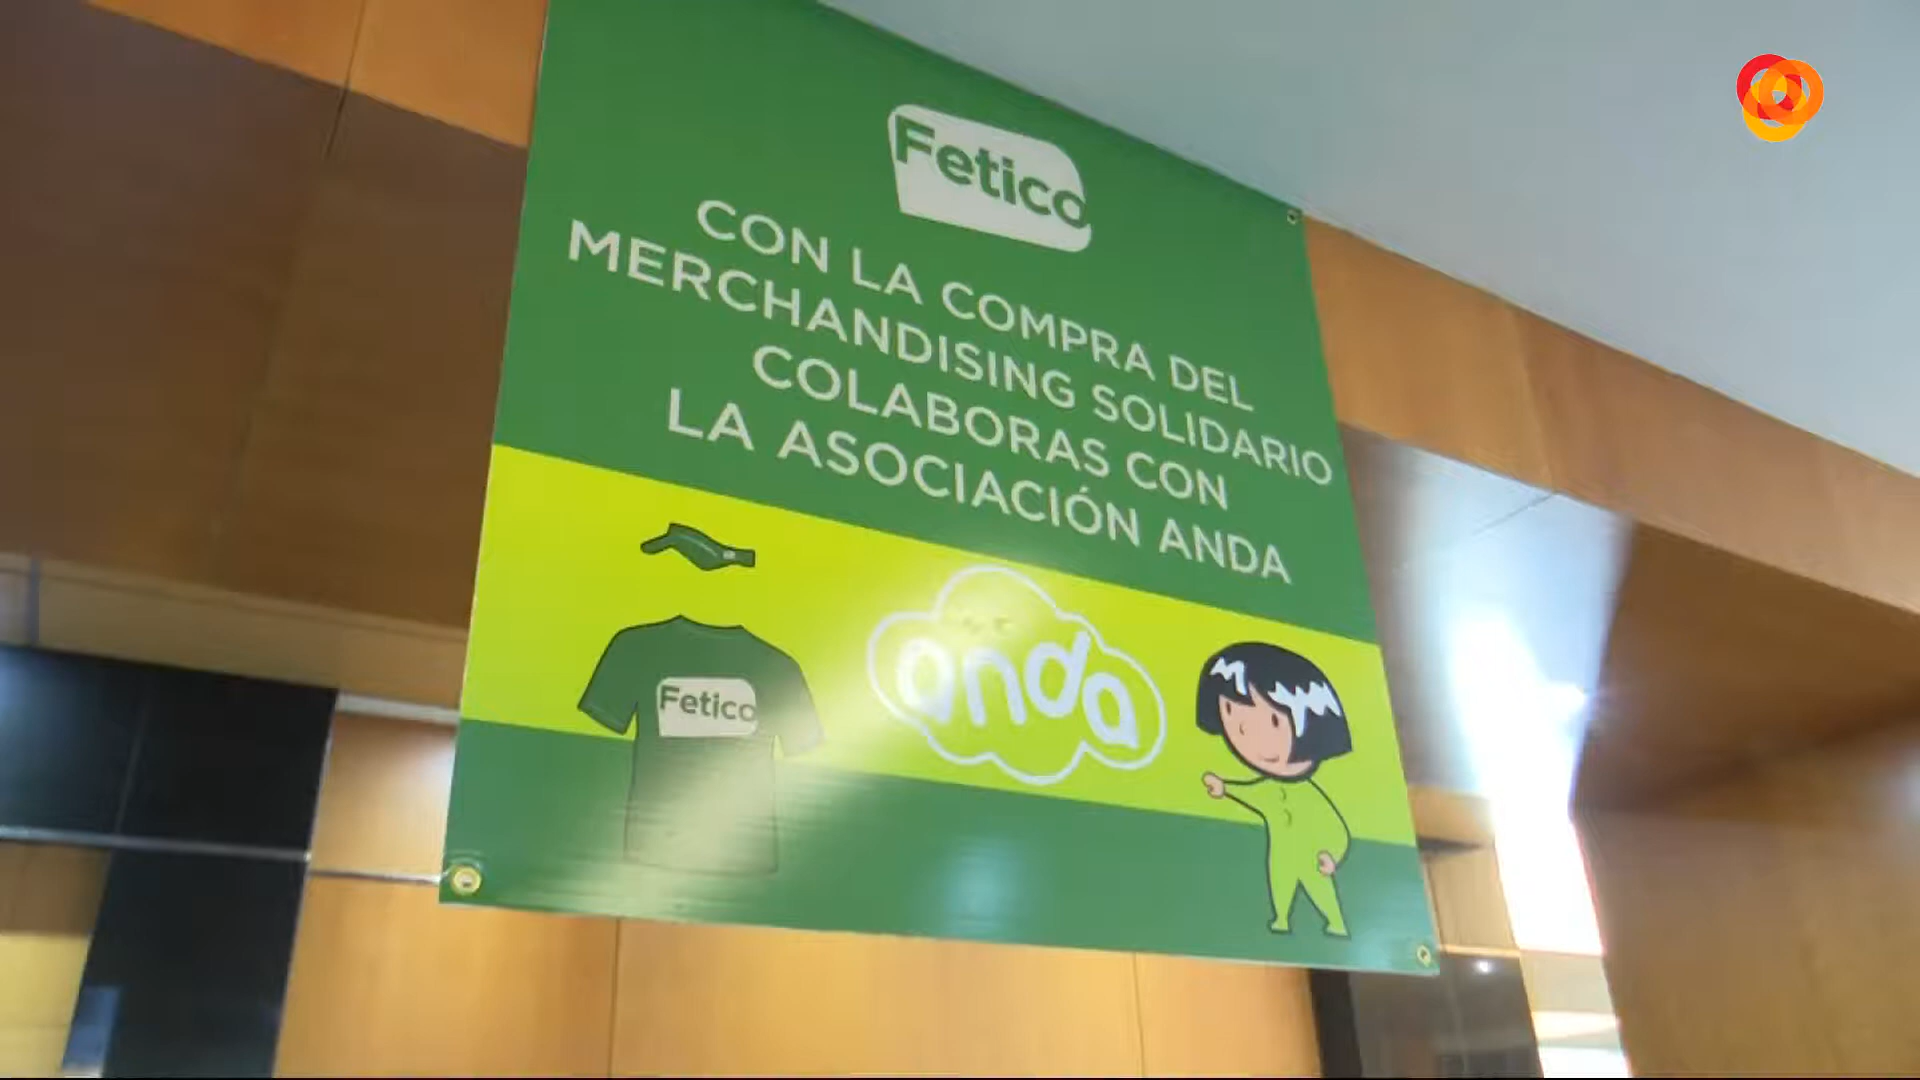 Fetico
CON LA COMPRA DEL
MERCHANDISING SOLIDARIO
COLABORAS CON
LA ASOCIACIÓN ANDA
Fetico
anda